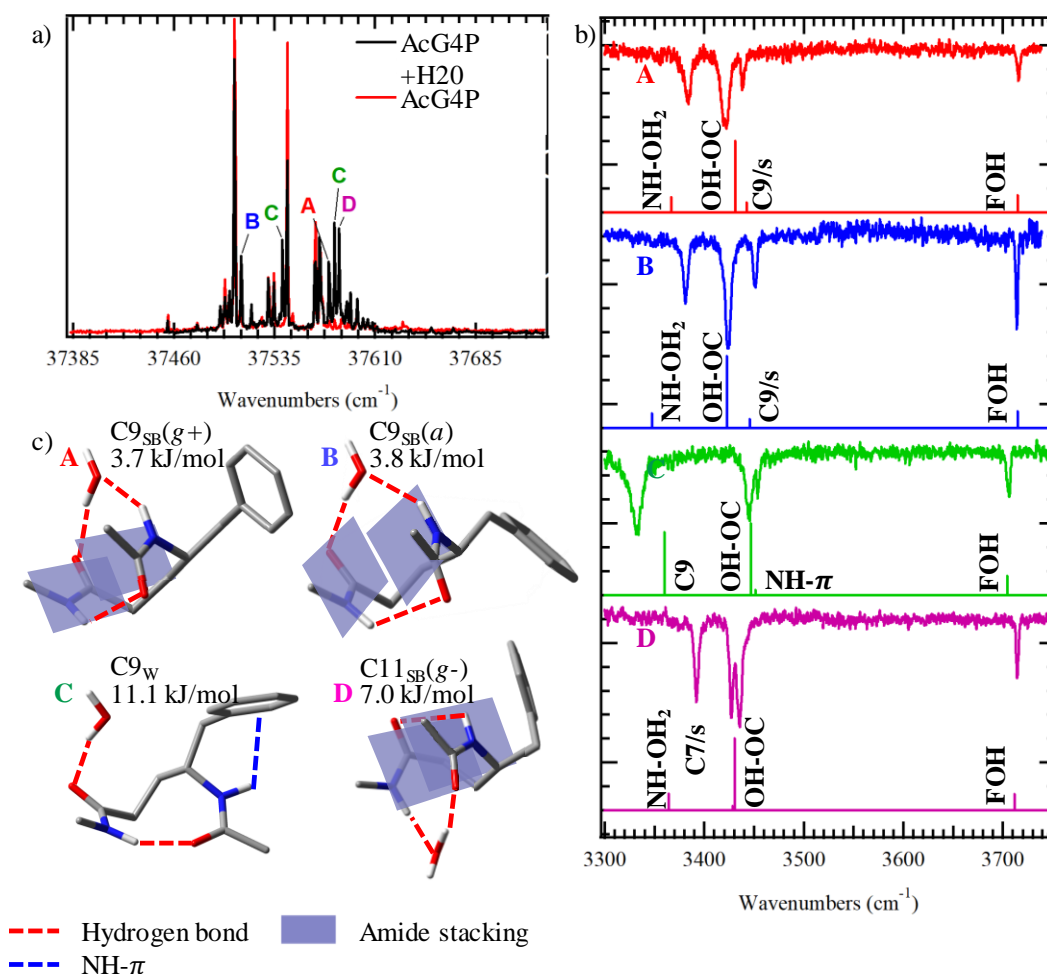 a)
AcG4P
+H20
AcG4P
B
C
A
C
D
37385 37460 37535 37610 37685
Wavenumbers (cm-1)
b)
A
NH-OH2
OH-OC
C9/s
FOH
B
NH-OH2
OH-OC
C9/s
FOH
C
C9
OH-OC
NH-π
FOH
D
NH-OH2
C7/s
OH-OC
FOH
3300 3400 3500 3600 3700
Wavenumbers (cm-1)
c)
A
C9SB(g+)
3.7 kJ/mol
B
C9SB(a)
3.8 kJ/mol
C
C9W
11.1 kJ/mol
D
C11SB(g-)
7.0 kJ/mol
Hydrogen bond
Amide stacking
NH-π